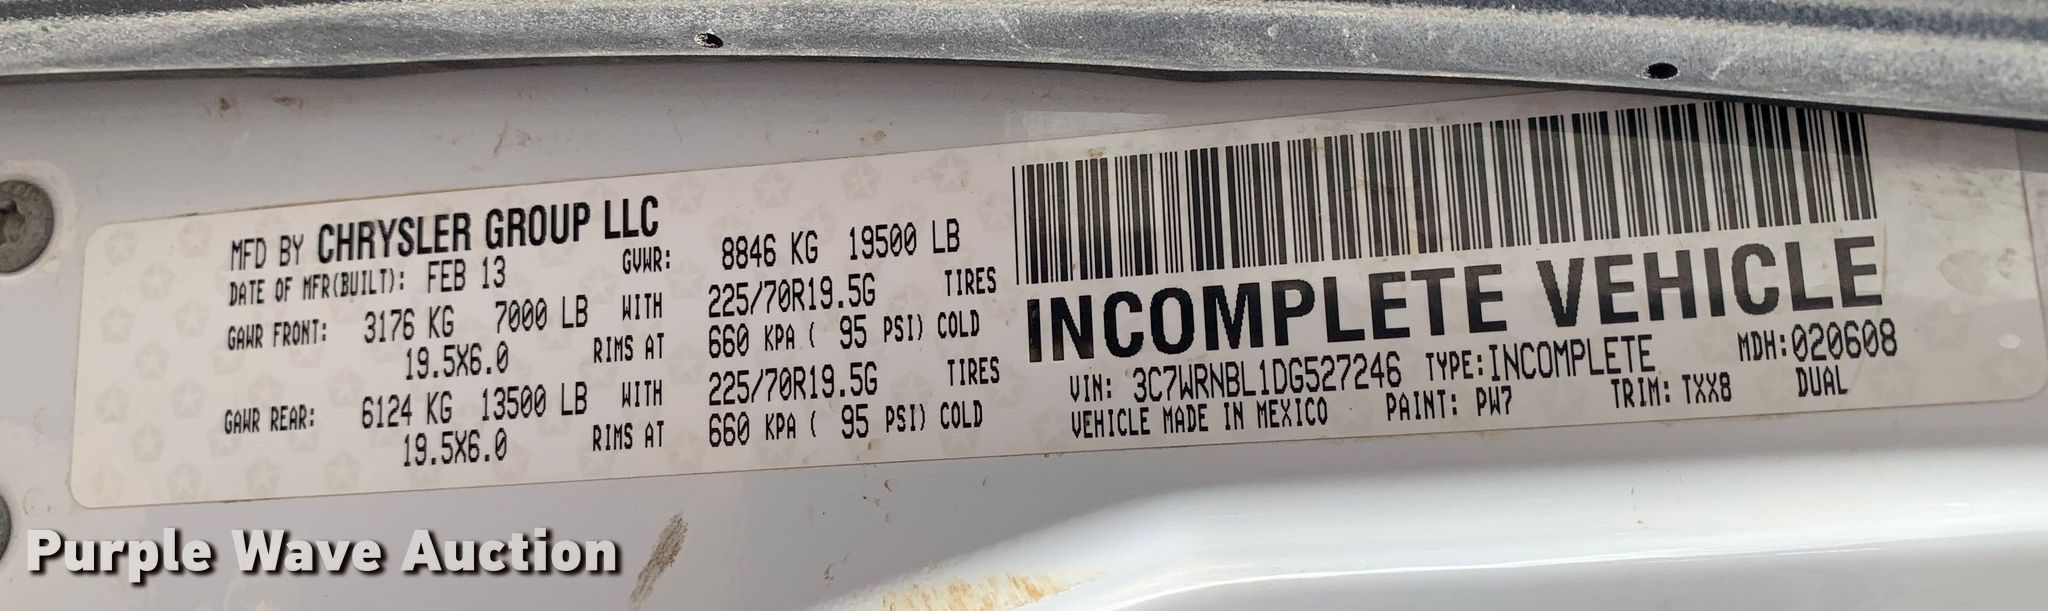 MFD BY CHRYSLER GROUP LLC
DATE OF MFR(BUILT): FEB 13 GVWR: 8846 KG 19500 LB
GAWR FRONT: 3176 KG 7000 LB WITH 225/70R19.5G TIRES
19.5X6.0 RIMS AT 660 KPA ( 95 PSI) COLD
GAWR REAR: 6124 KG 13500 LB WITH 225/70R19.5G TIRES
19.5X6.0 RIMS AT 660 KPA ( 95 PSI) COLD
INCOMPLETE VEHICLE
VIN: 3C7WRNBL1DG527246 TYPE: INCOMPLETE MDH: 020608
VEHICLE MADE IN MEXICO PAINT: PW7 TRIM: TXX8 DUAL
Purple Wave Auction